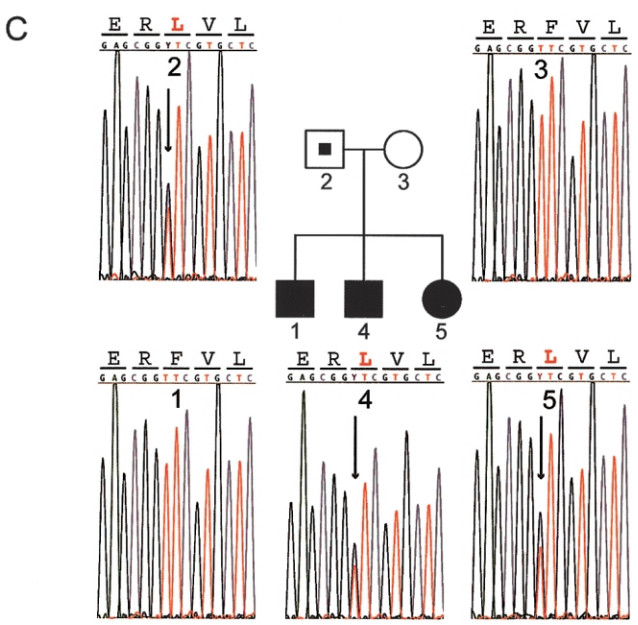 C
E R L V L
GAGCGGYTCGTGCTC
2
E R F V L
GAGCGGTTCGTGCTC
3
2 3
1 4 5
E R F V L
GAGCGGTTCGTGCTC
1
E R L V L
GAGCGGYTCGTGCTC
4
E R L V L
GAGCGGYTCGTGCTC
5